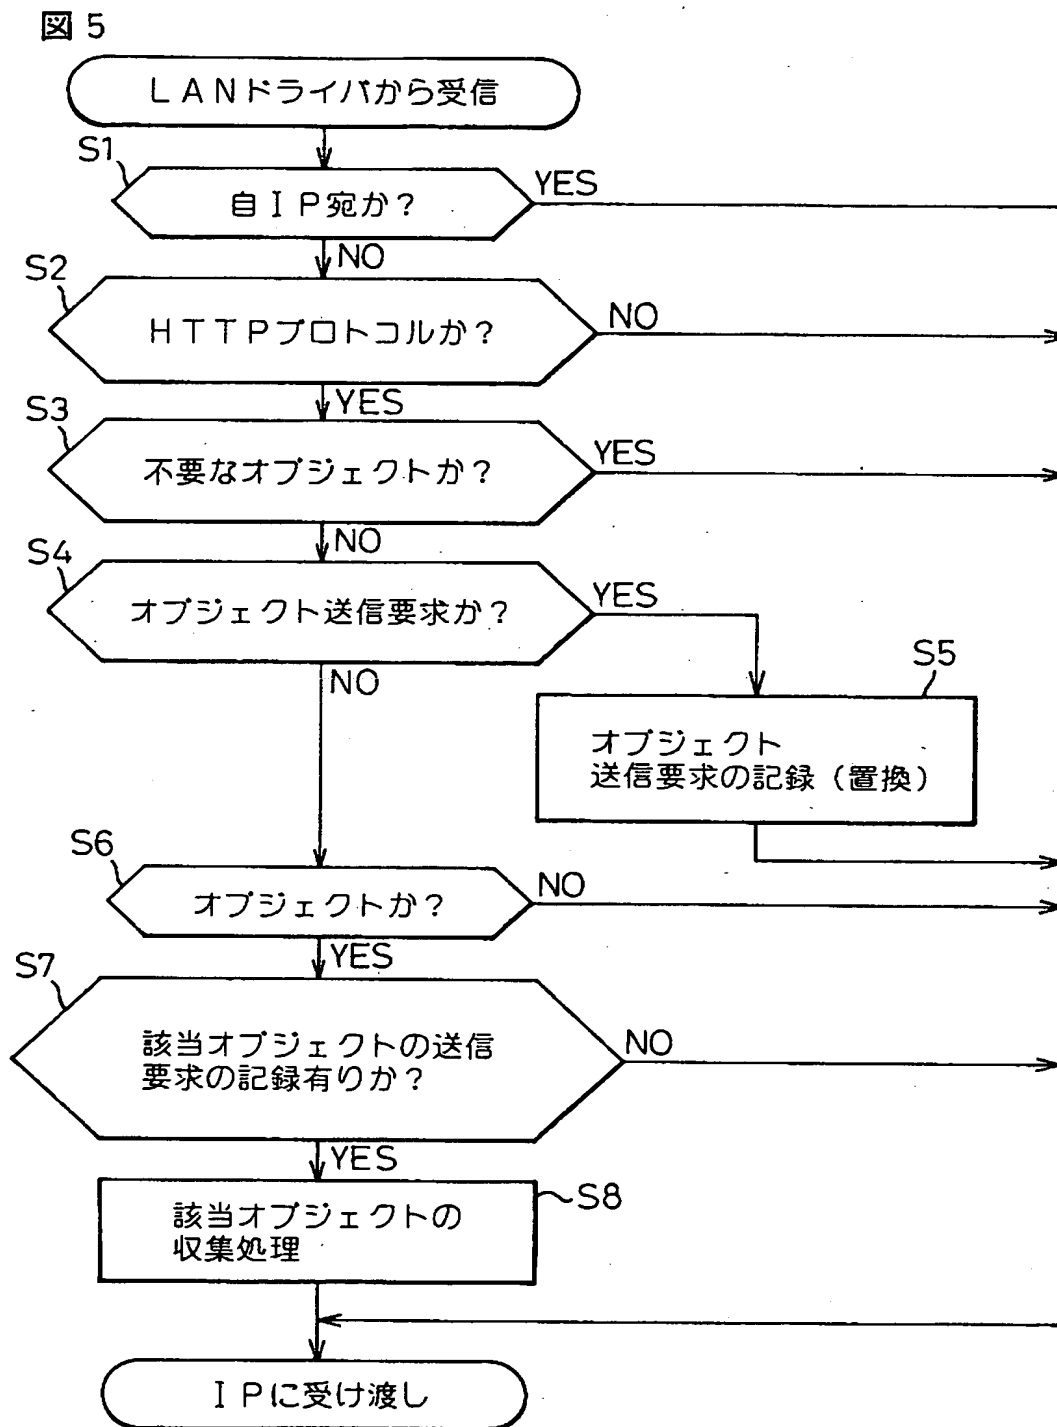 図 5
LANドライバから受信
S1
自IP宛か?
YES
NO
S2
HTTPプロトコルか?
NO
YES
S3
不要なオブジェクトか?
YES
NO
S4
オブジェクト送信要求か?
YES
NO
S5
オブジェクト
送信要求の記録(置換)
S6
オブジェクトか?
NO
YES
S7
該当オブジェクトの送信
要求の記録有りか?
NO
YES
S8
該当オブジェクトの
収集処理
IPに受け渡し